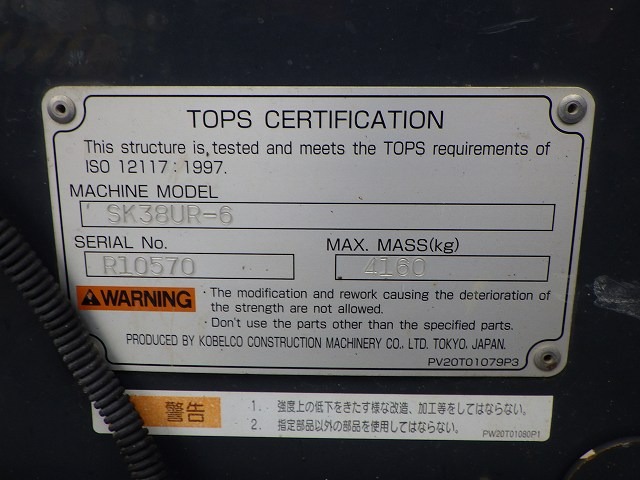 TOPS CERTIFICATION
This structure is, tested and meets the TOPS requirements of
ISO 12117 : 1997.
MACHINE MODEL
SK38UR-6
SERIAL No. MAX. MASS(kg)
R10570 4160
WARNING
・The modification and rework causing the deterioration of
the strength are not allowed.
・Don't use the parts other than the specified parts.
PRODUCED BY KOBELCO CONSTRUCTION MACHINERY CO., LTD. TOKYO, JAPAN.
PV20T01079P3
警告
1. 強度上の低下をきたす様な改造、加工等をしてはならない。
2. 指定部品以外の部品を使用してはならない。
PW20T01080P1